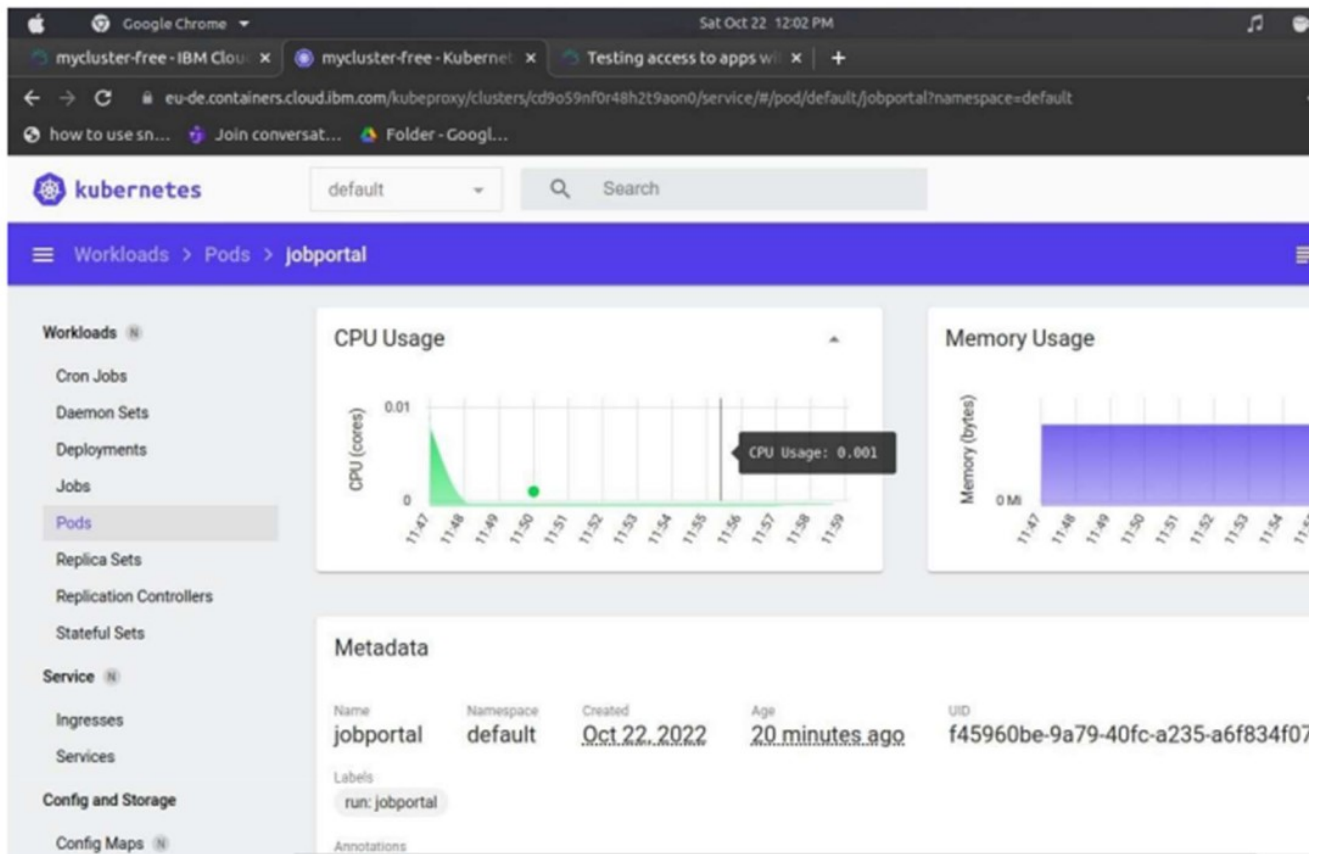 Google Chrome
Sat Oct 22 12:02 PM
mycluster-free - IBM Clou
mycluster-free - Kubernet
Testing access to apps wi
eu-de.containers.cloud.ibm.com/kubeproxy/clusters/cd9o59nf0r48h2t9aon0/service/#/pod/default/jobportal?namespace=default
how to use sn...
Join conversat...
Folder - Googl...
kubernetes
default
Search
Workloads > Pods > jobportal
Workloads N
Cron Jobs
Daemon Sets
Deployments
Jobs
Pods
Replica Sets
Replication Controllers
Stateful Sets
Service N
Ingresses
Services
Config and Storage
Config Maps N
CPU Usage
CPU (cores)
0.01
0
CPU Usage: 0.001
11:47 11:48 11:49 11:50 11:51 11:52 11:53 11:54 11:55 11:56 11:57 11:58 11:59
Memory Usage
Memory (bytes)
0 Mi
11:47 11:48 11:49 11:50 11:51 11:52 11:53 11:54
Metadata
Name Namespace Created Age UID
jobportal default Oct 22, 2022 20 minutes ago f45960be-9a79-40fc-a235-a6f834f07
Labels
run: jobportal
Annotations